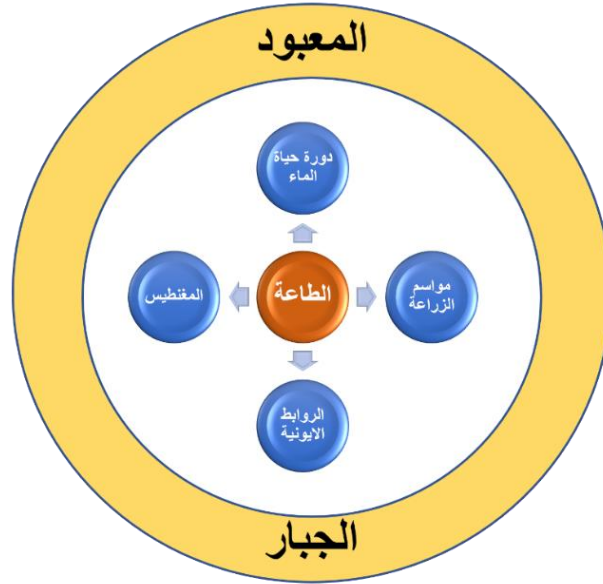 المعبود
دورة حياة
الماء
المغنطيس
الطاعة
مواسم
الزراعة
الروابط
الايونية
الجبار